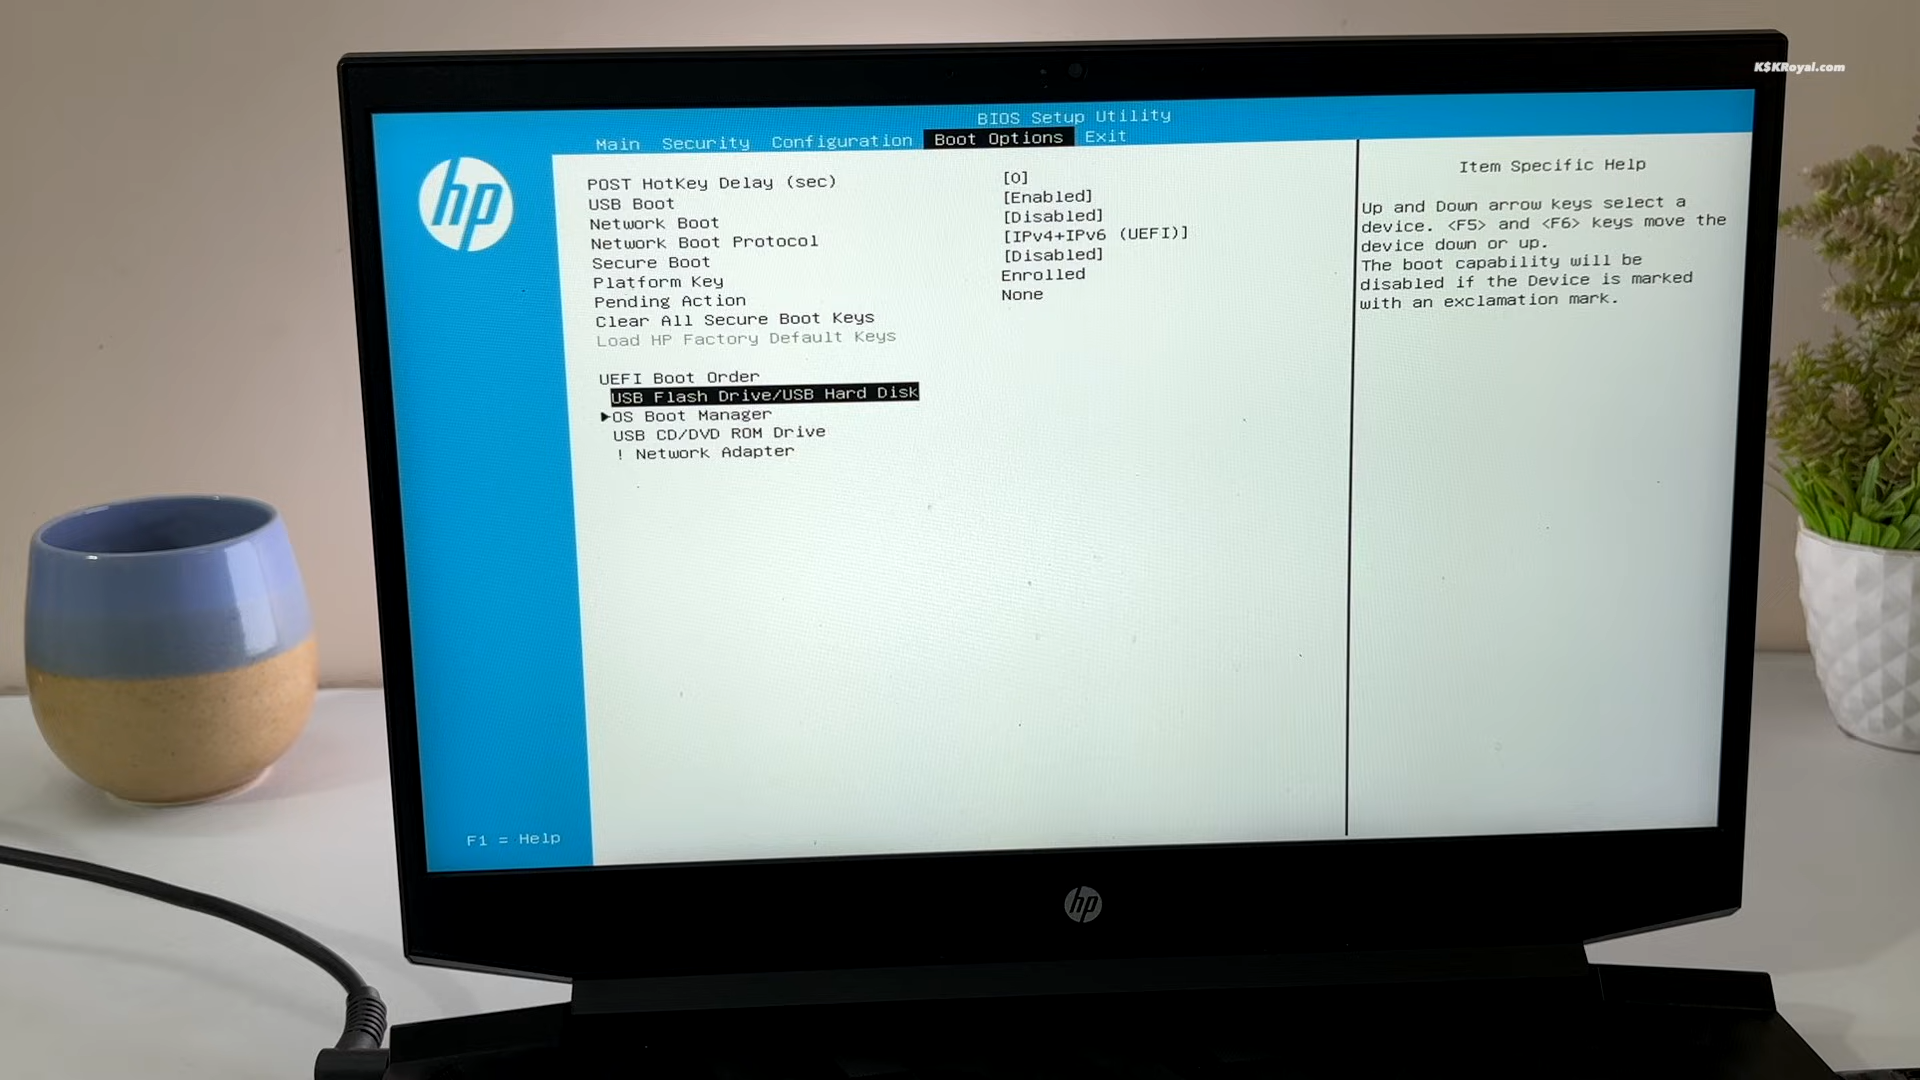 K$KRoyal.com
BIOS Setup Utility
Main Security Configuration Boot Options Exit
hp
POST HotKey Delay (sec) [0]
USB Boot [Enabled]
Network Boot [Disabled]
Network Boot Protocol [IPv4+IPv6 (UEFI)]
Secure Boot [Disabled]
Platform Key Enrolled
Pending Action None
Clear All Secure Boot Keys
Load HP Factory Default Keys
UEFI Boot Order
USB Flash Drive/USB Hard Disk
▶OS Boot Manager
USB CD/DVD ROM Drive
! Network Adapter
Item Specific Help
Up and Down arrow keys select a
device. <F5> and <F6> keys move the
device down or up.
The boot capability will be
disabled if the Device is marked
with an exclamation mark.
F1 = Help
hp